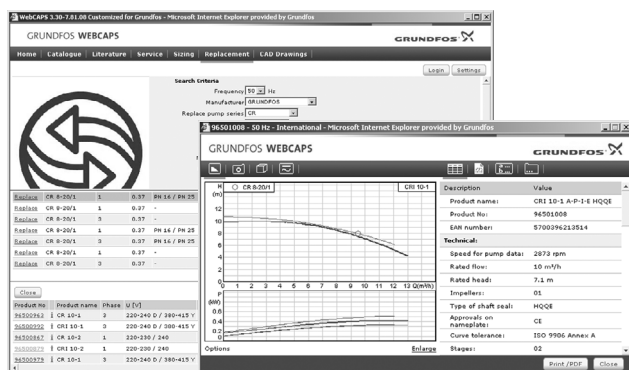 WebCAPS 3.30-7.81.08 Customized for Grundfos - Microsoft Internet Explorer provided by Grundfos
GRUNDFOS WEBCAPS
GRUNDFOS
Home Catalogue Literature Service Sizing Replacement CAD Drawings
Login Settings
Search Criteria
Frequency 50 Hz
Manufacturer GRUNDFOS
Replace pump series CR
Replace CR 8-20/1 1 0.37 PN 16 / PN 25
Replace CR 8-20/1 1 0.37 -
Replace CR 8-20/1 3 0.37 -
Replace CR 8-20/1 1 0.37 PN 16 / PN 25
Replace CR 8-20/1 3 0.37 PN 16 / PN 25
Replace CR 8-20/1 3 0.37 -
Replace CR 8-20/1 3 0.37 -
Close
Product No Product name Phase U [V]
96500963 CR 10-1 3 220-240 D / 380-415 Y
96500992 CRI 10-1 3 220-240 D / 380-415 Y
96500867 CR 10-2 1 220-230 / 240
CRI 10-2 1 220-230 / 240
96500979 CR 10-1 3 220-240 D / 380-415 Y
96501008 - 50 Hz - International - Microsoft Internet Explorer provided by Grundfos
GRUNDFOS WEBCAPS
GRUNDFOS
H
(m)
CR 8-20/1
CRI 10-1
12
10
8
6
4
2
0
0 1 2 3 4 5 6 7 8 9 10 11 12 13 Q(m³/h)
P
(kW)
0.4
0.2
0
Options
Enlarge
Description Value
Product name: CRI 10-1 A-P-I-E HQQE
Product No: 96501008
EAN number: 5700396213514
Technical:
Speed for pump data: 2873 rpm
Rated flow: 10 m³/h
Rated head: 7.1 m
Impellers: 01
Type of shaft seal: HQQE
Approvals on
nameplate: CE
Curve tolerance: ISO 9906 Annex A
Stages: 02
Print /PDF Close